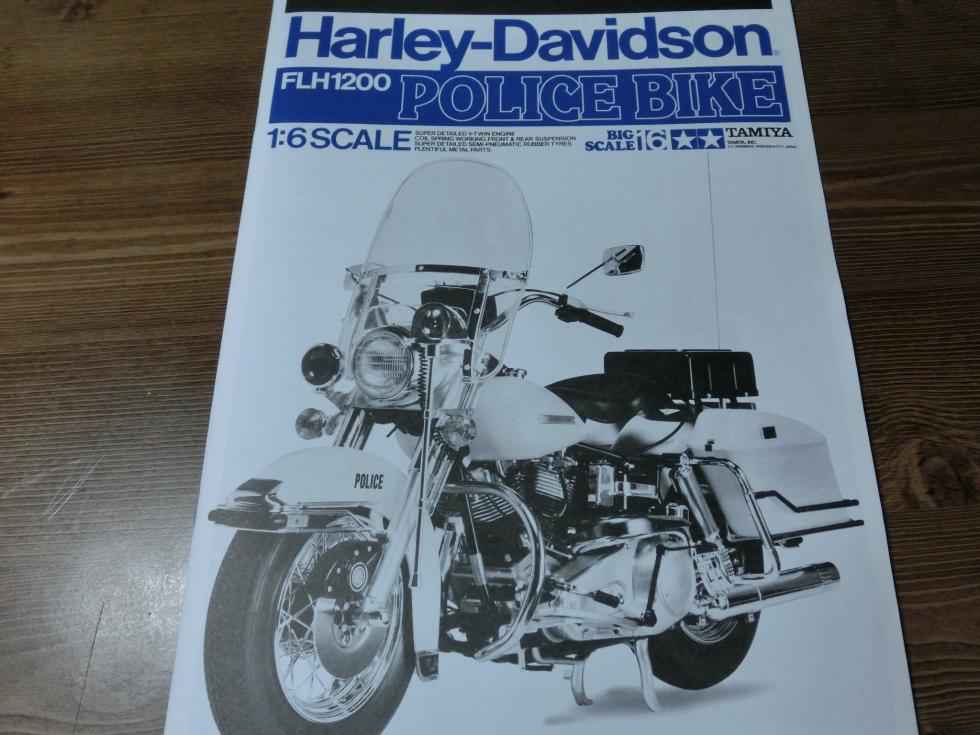 Harley-Davidson®
FLH1200 POLICE BIKE
1:6 SCALE
SUPER DETAILED V-TWIN ENGINE
COIL SPRING WORKING FRONT & REAR SUSPENSION
SUPER DETAILED SEMI-PNEUMATIC RUBBER TYRES
PLENTIFUL METAL PARTS
BIG SCALE 16
TAMIYA
TAMIYA, INC.
POLICE